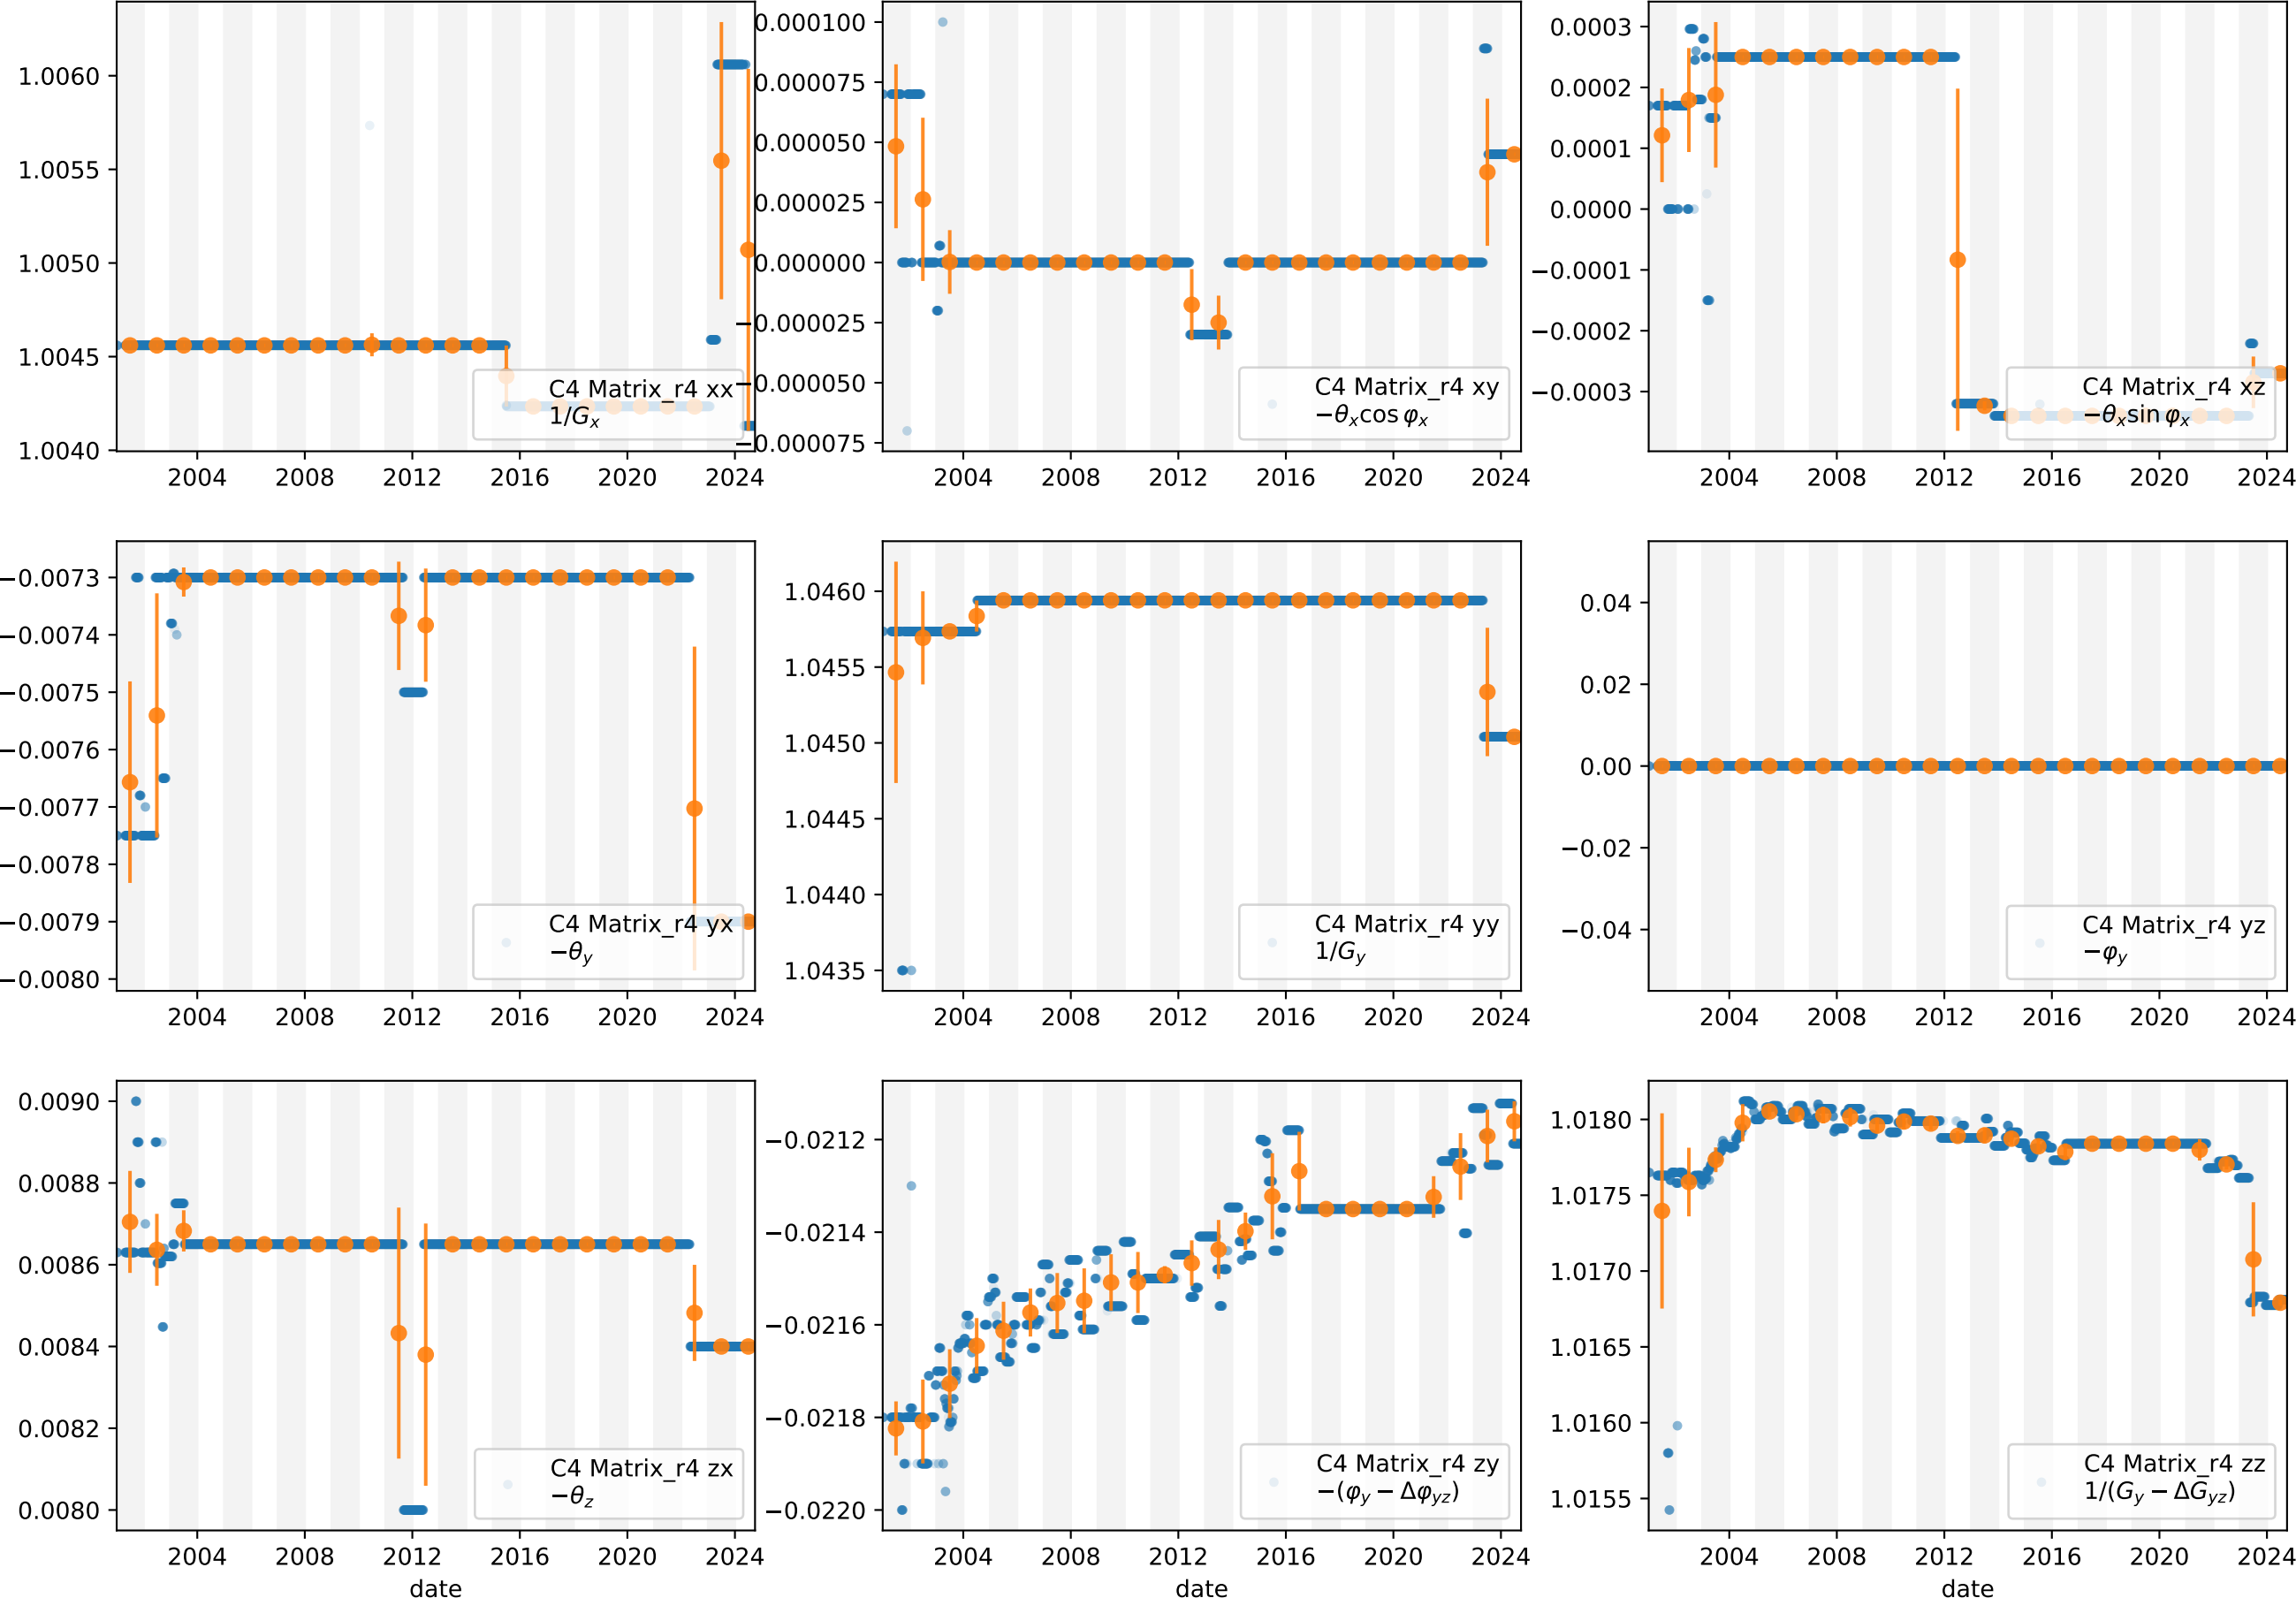 1.0060
1.0055
1.0050
1.0045
1.0040
2004 2008 2012 2016 2020 2024
C4 Matrix_r4 xx
1/G_x
0.000100
0.000075
0.000050
0.000025
0.000000
−0.000025
−0.000050
−0.000075
2004 2008 2012 2016 2020 2024
C4 Matrix_r4 xy
−θ_x cos φ_x
0.0003
0.0002
0.0001
0.0000
−0.0001
−0.0002
−0.0003
2004 2008 2012 2016 2020 2024
C4 Matrix_r4 xz
−θ_x sin φ_x
−0.0073
−0.0074
−0.0075
−0.0076
−0.0077
−0.0078
−0.0079
−0.0080
2004 2008 2012 2016 2020 2024
C4 Matrix_r4 yx
−θ_y
1.0460
1.0455
1.0450
1.0445
1.0440
1.0435
2004 2008 2012 2016 2020 2024
C4 Matrix_r4 yy
1/G_y
0.04
0.02
0.00
−0.02
−0.04
2004 2008 2012 2016 2020 2024
C4 Matrix_r4 yz
−φ_y
0.0090
0.0088
0.0086
0.0084
0.0082
0.0080
2004 2008 2012 2016 2020 2024
date
C4 Matrix_r4 zx
−θ_z
−0.0212
−0.0214
−0.0216
−0.0218
−0.0220
2004 2008 2012 2016 2020 2024
date
C4 Matrix_r4 zy
−(φ_y − Δφ_yz)
1.0180
1.0175
1.0170
1.0165
1.0160
1.0155
2004 2008 2012 2016 2020 2024
date
C4 Matrix_r4 zz
1/(G_y − ΔG_yz)